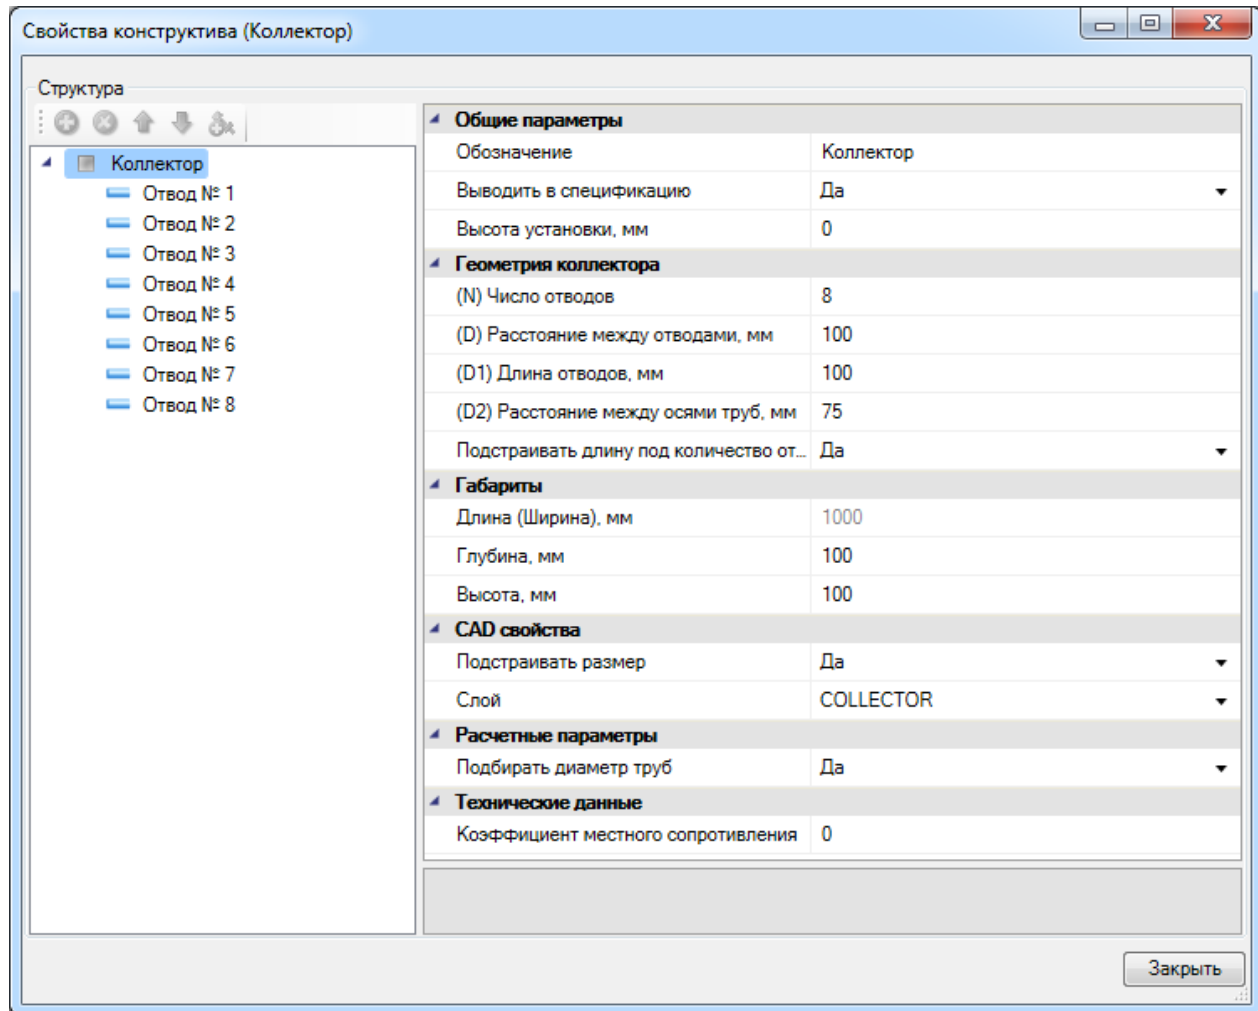 Свойства конструктива (Коллектор)
Структура
Коллектор
Отвод № 1
Отвод № 2
Отвод № 3
Отвод № 4
Отвод № 5
Отвод № 6
Отвод № 7
Отвод № 8
Общие параметры
Обозначение Коллектор
Выводить в спецификацию Да
Высота установки, мм 0
Геометрия коллектора
(N) Число отводов 8
(D) Расстояние между отводами, мм 100
(D1) Длина отводов, мм 100
(D2) Расстояние между осями труб, мм 75
Подстраивать длину под количество от... Да
Габариты
Длина (Ширина), мм 1000
Глубина, мм 100
Высота, мм 100
CAD свойства
Подстраивать размер Да
Слой COLLECTOR
Расчетные параметры
Подбирать диаметр труб Да
Технические данные
Коэффициент местного сопротивления 0
Закрыть